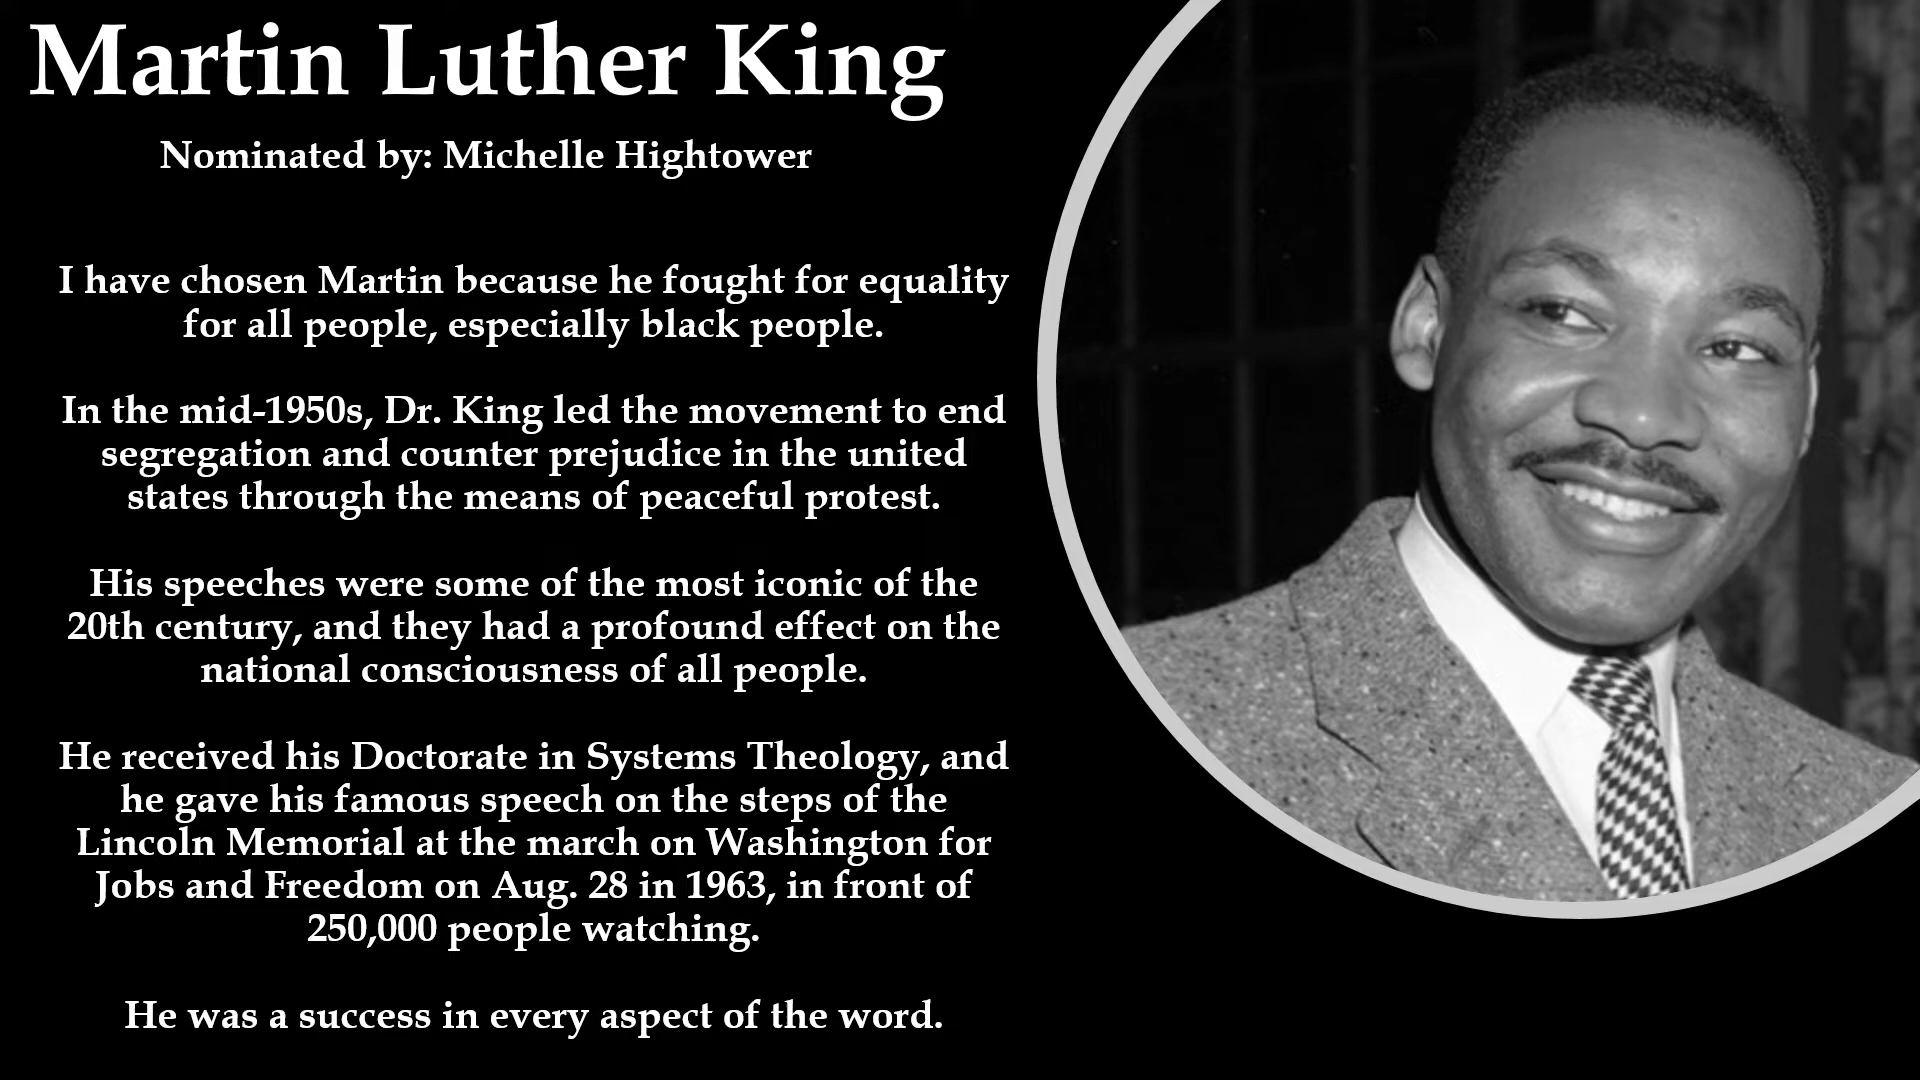 Martin Luther King
Nominated by: Michelle Hightower
I have chosen Martin because he fought for equality
for all people, especially black people.
In the mid-1950s, Dr. King led the movement to end
segregation and counter prejudice in the united
states through the means of peaceful protest.
His speeches were some of the most iconic of the
20th century, and they had a profound effect on the
national consciousness of all people.
He received his Doctorate in Systems Theology, and
he gave his famous speech on the steps of the
Lincoln Memorial at the march on Washington for
Jobs and Freedom on Aug. 28 in 1963, in front of
250,000 people watching.
He was a success in every aspect of the word.